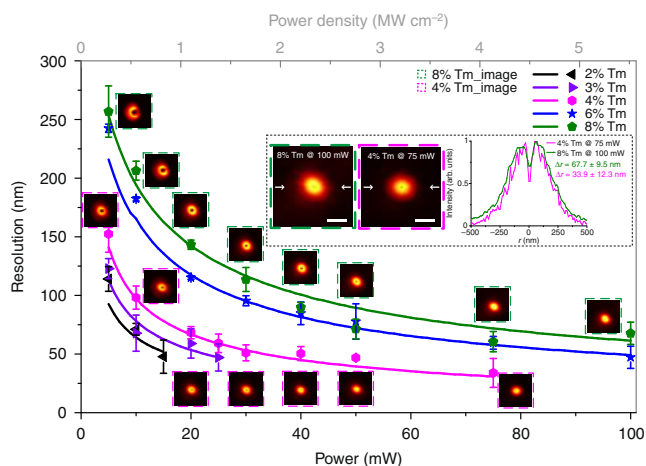 Power density (MW cm⁻²)
0 1 2 3 4 5
300
250
200
150
100
50
0
Resolution (nm)
8% Tm_image
4% Tm_image
2% Tm
3% Tm
4% Tm
6% Tm
8% Tm
8% Tm @ 100 mW
4% Tm @ 75 mW
1
0.5
0
Intensity (arb. units)
4% Tm @ 75 mW
8% Tm @ 100 mW
Δr = 67.7 ± 9.5 nm
Δr = 33.9 ± 12.3 nm
−500 0 500
r (nm)
0 20 40 60 80 100
Power (mW)